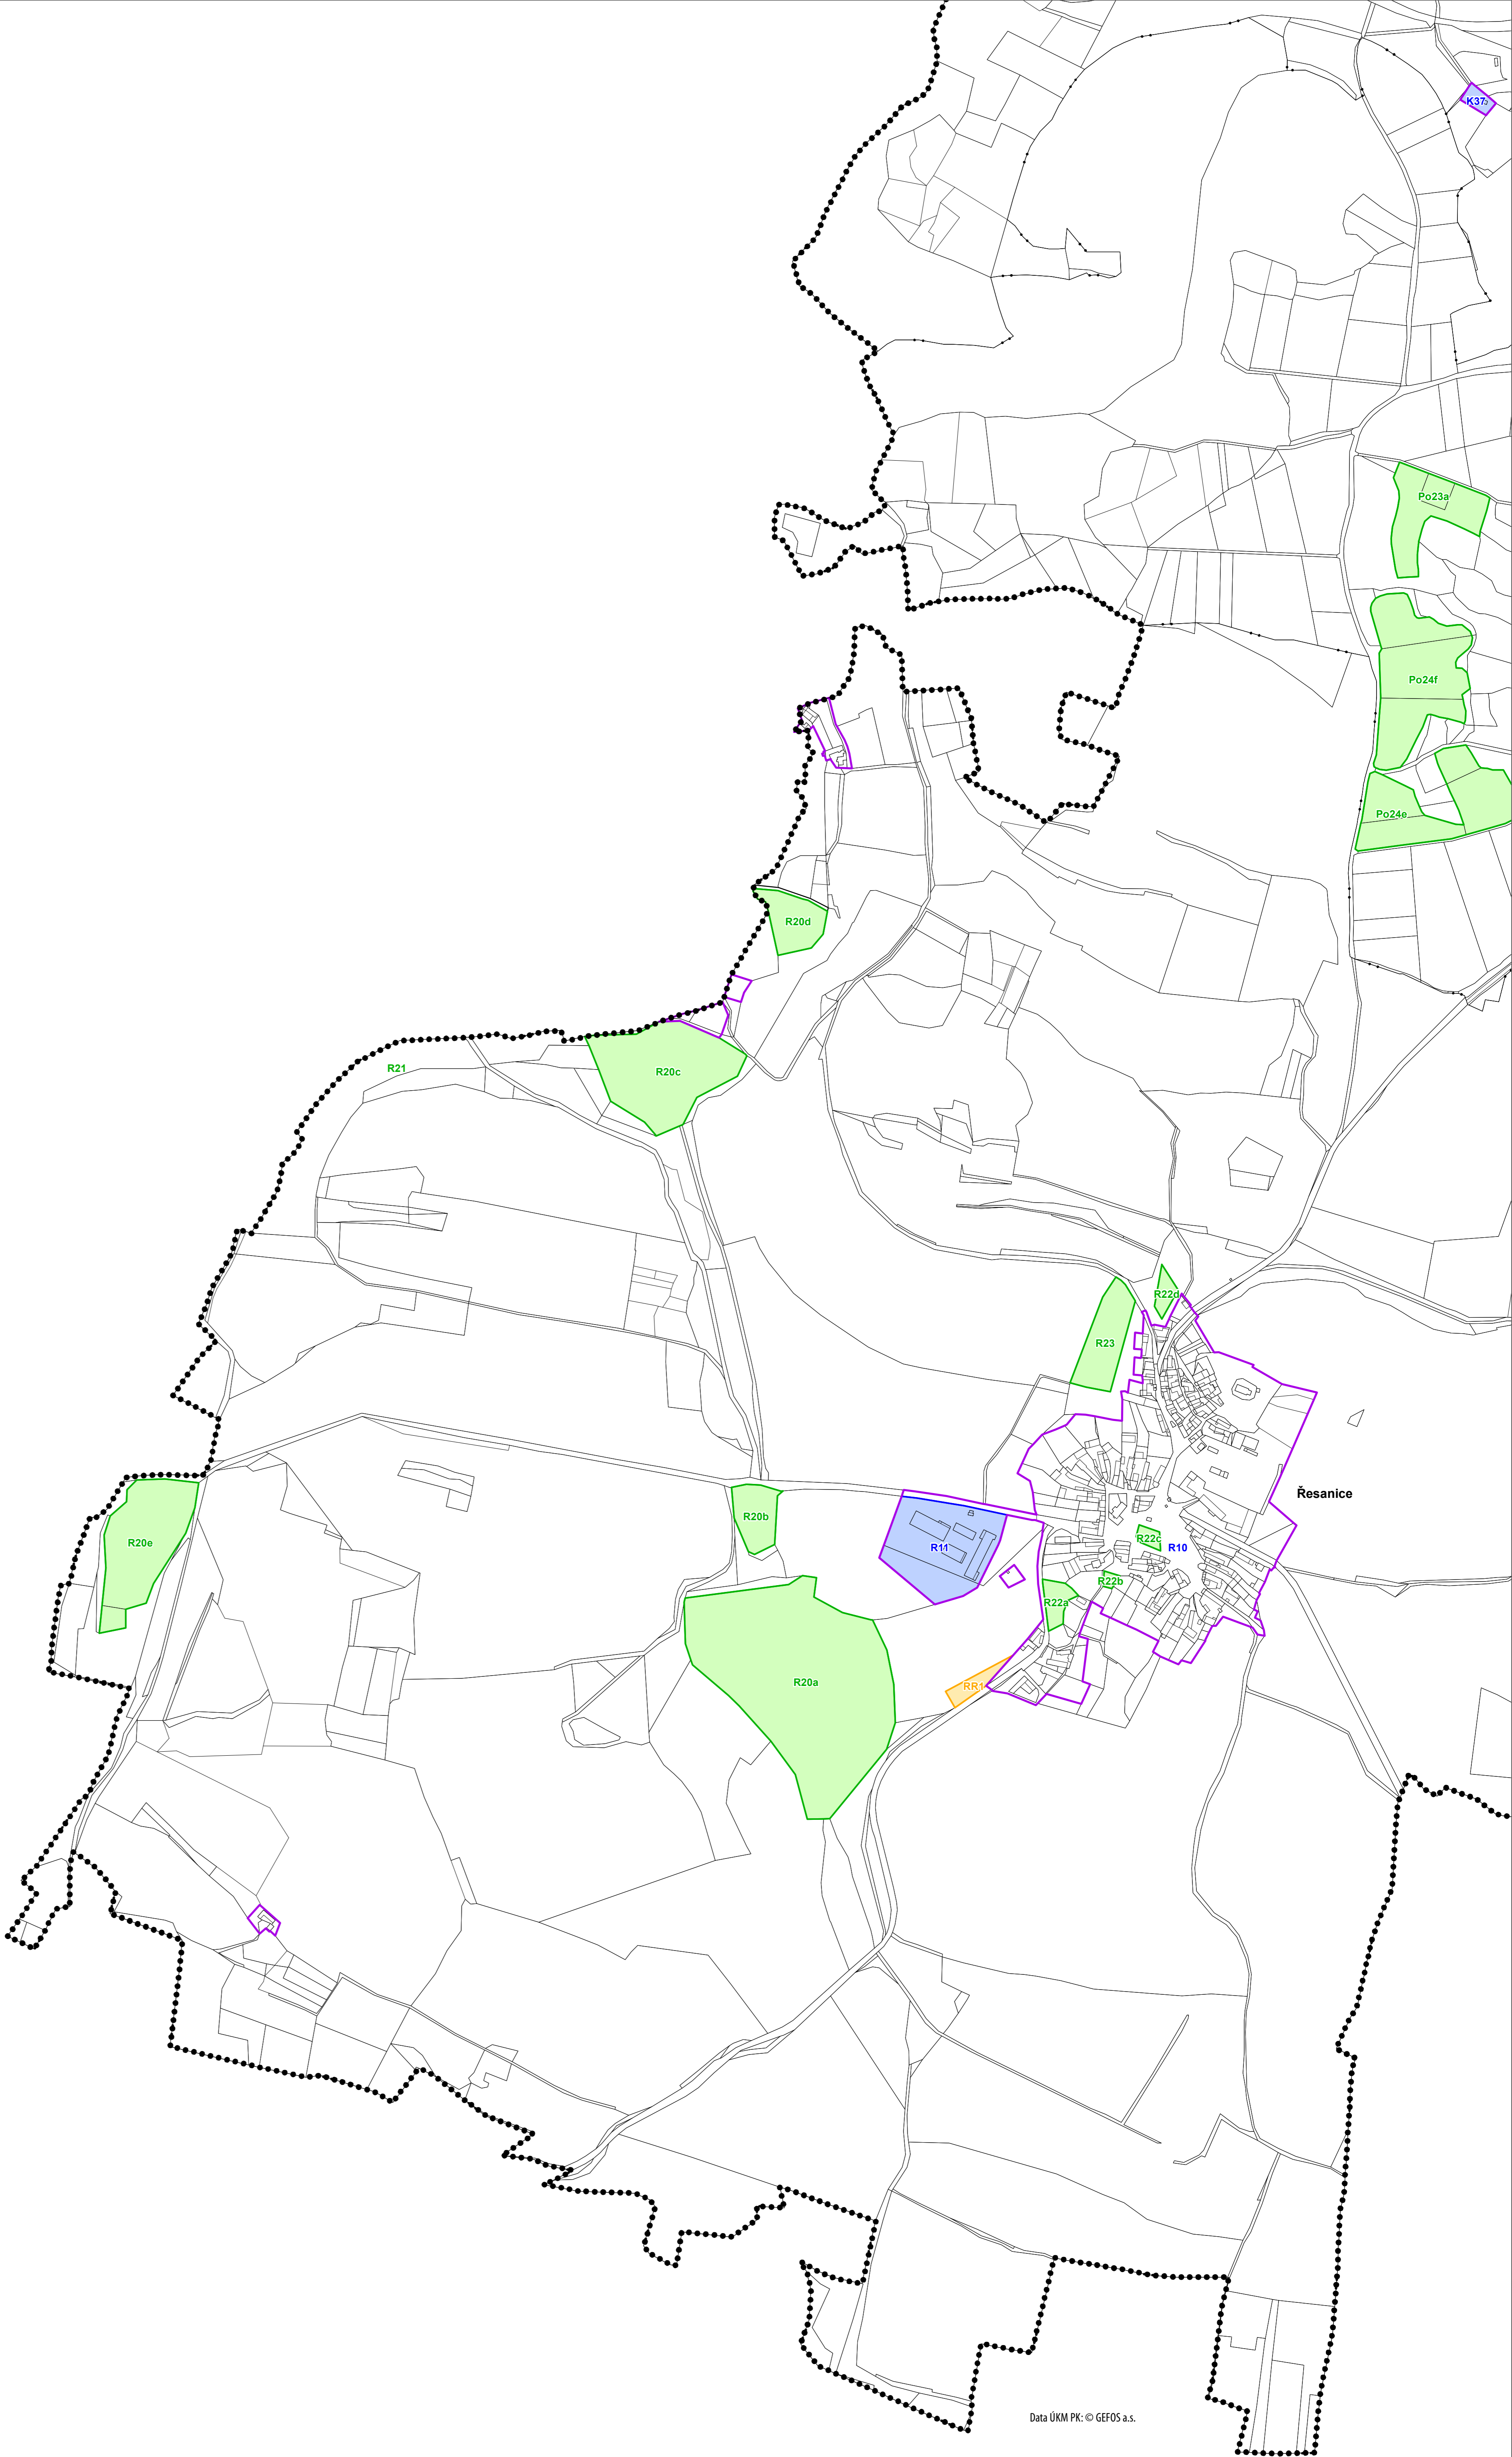 K37
Po23a
Po24f
Po24e
R20d
R21
R20c
R22d
R23
Řesanice
R20b
R11
R22c
R10
R20e
R22b
R22a
R20a
RR1
Data ÚKM PK: © GEFOS a.s.